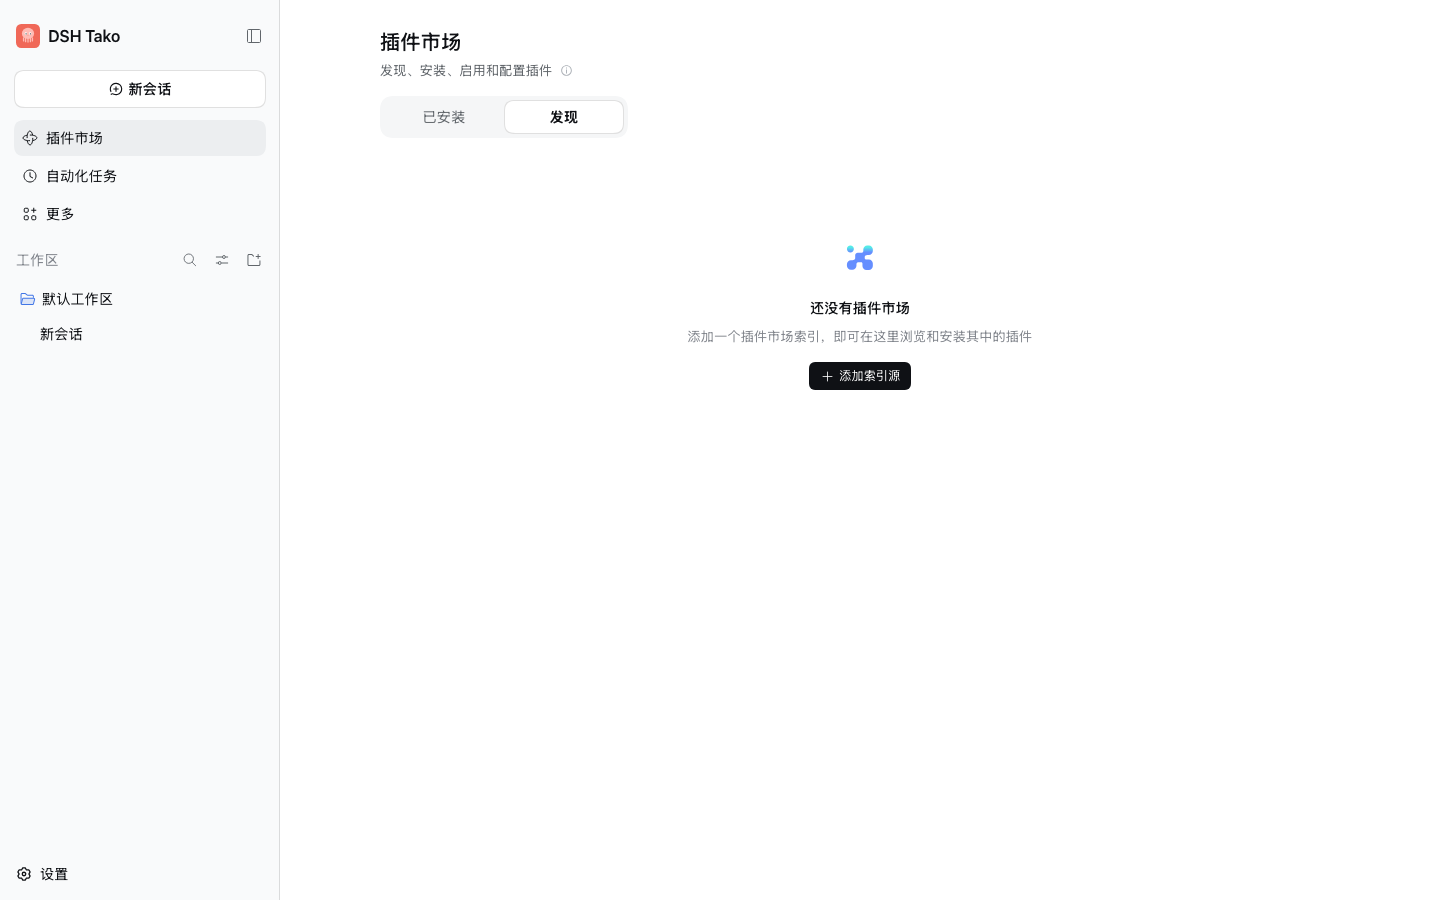 DSH Tako
新会话
插件市场
自动化任务
更多
工作区
默认工作区
新会话
设置
插件市场
发现、安装、启用和配置插件
已安装
发现
还没有插件市场
添加一个插件市场索引，即可在这里浏览和安装其中的插件
添加索引源